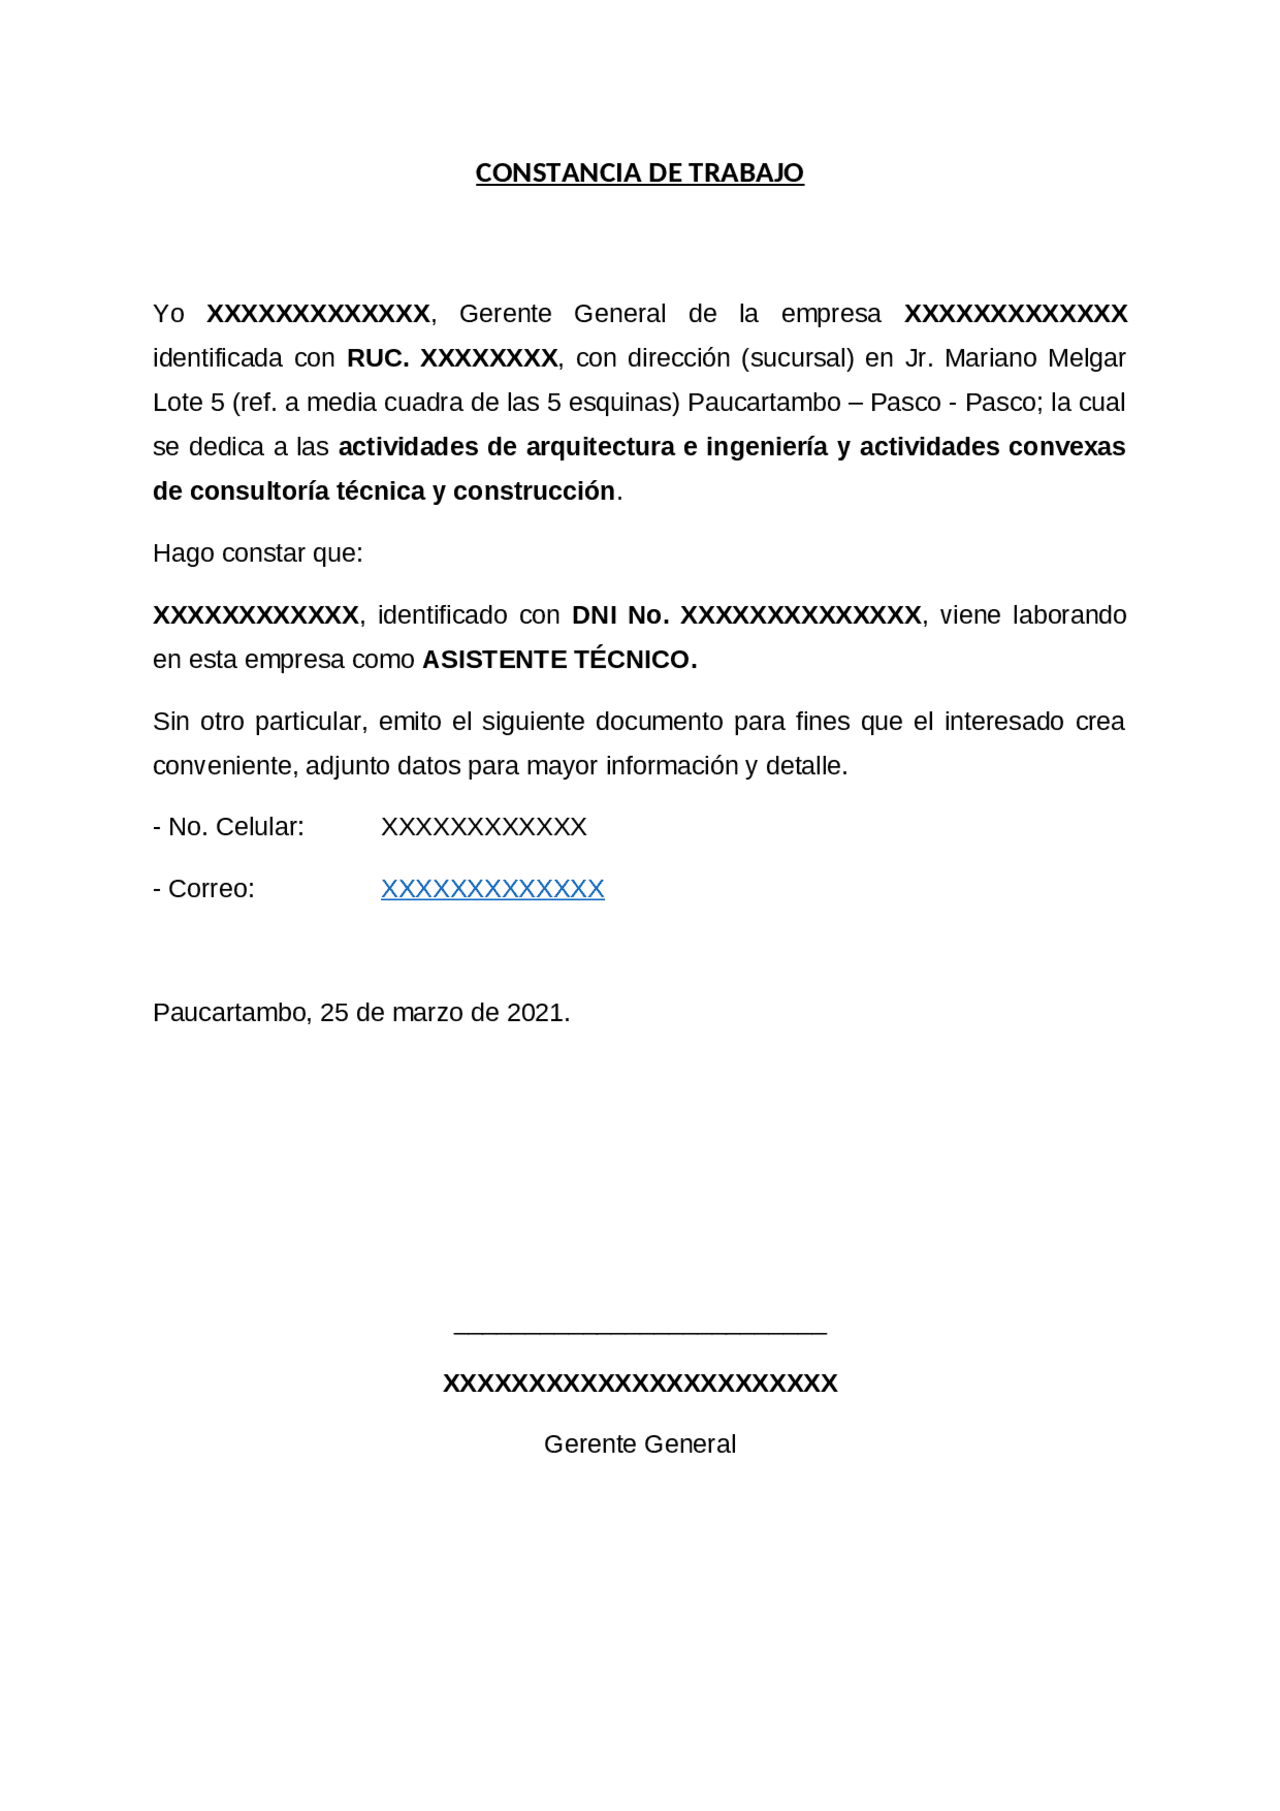 CONSTANCIA DE TRABAJO
Yo XXXXXXXXXXXXX, Gerente General de la empresa XXXXXXXXXXXXX
identificada con RUC. XXXXXXXX, con dirección (sucursal) en Jr. Mariano Melgar
Lote 5 (ref. a media cuadra de las 5 esquinas) Paucartambo – Pasco - Pasco; la cual
se dedica a las actividades de arquitectura e ingeniería y actividades convexas
de consultoría técnica y construcción.
Hago constar que:
XXXXXXXXXXXX, identificado con DNI No. XXXXXXXXXXXXXX, viene laborando
en esta empresa como ASISTENTE TÉCNICO.
Sin otro particular, emito el siguiente documento para fines que el interesado crea
conveniente, adjunto datos para mayor información y detalle.
- No. Celular: XXXXXXXXXXXX
- Correo: XXXXXXXXXXXXX
Paucartambo, 25 de marzo de 2021.
__________________________
XXXXXXXXXXXXXXXXXXXXXXX
Gerente General